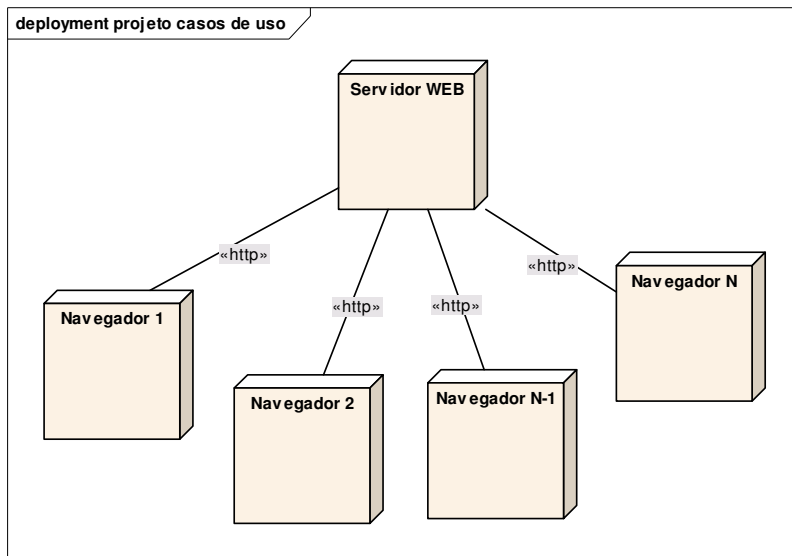 deployment projeto casos de uso
Servidor WEB
«http»
«http»
«http»
«http»
Navegador 1
Navegador 2
Navegador N-1
Navegador N